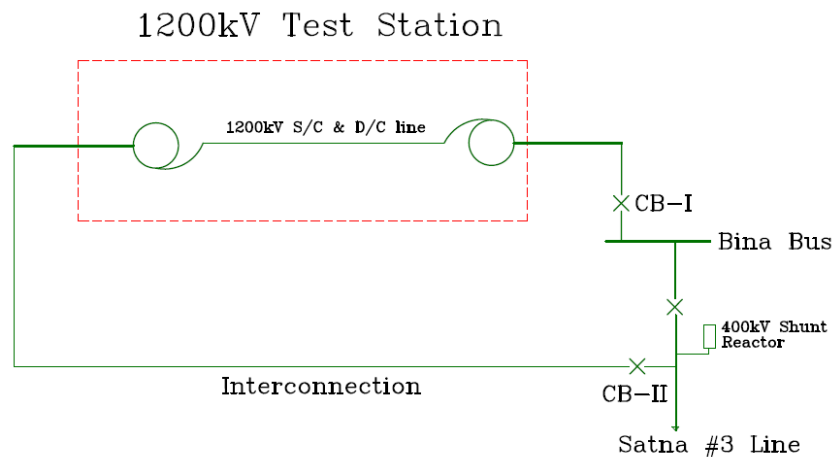 1200kV Test Station
1200kV S/C & D/C line
CB-I
Bina Bus
400kV Shunt
Reactor
Interconnection
CB-II
Satna #3 Line